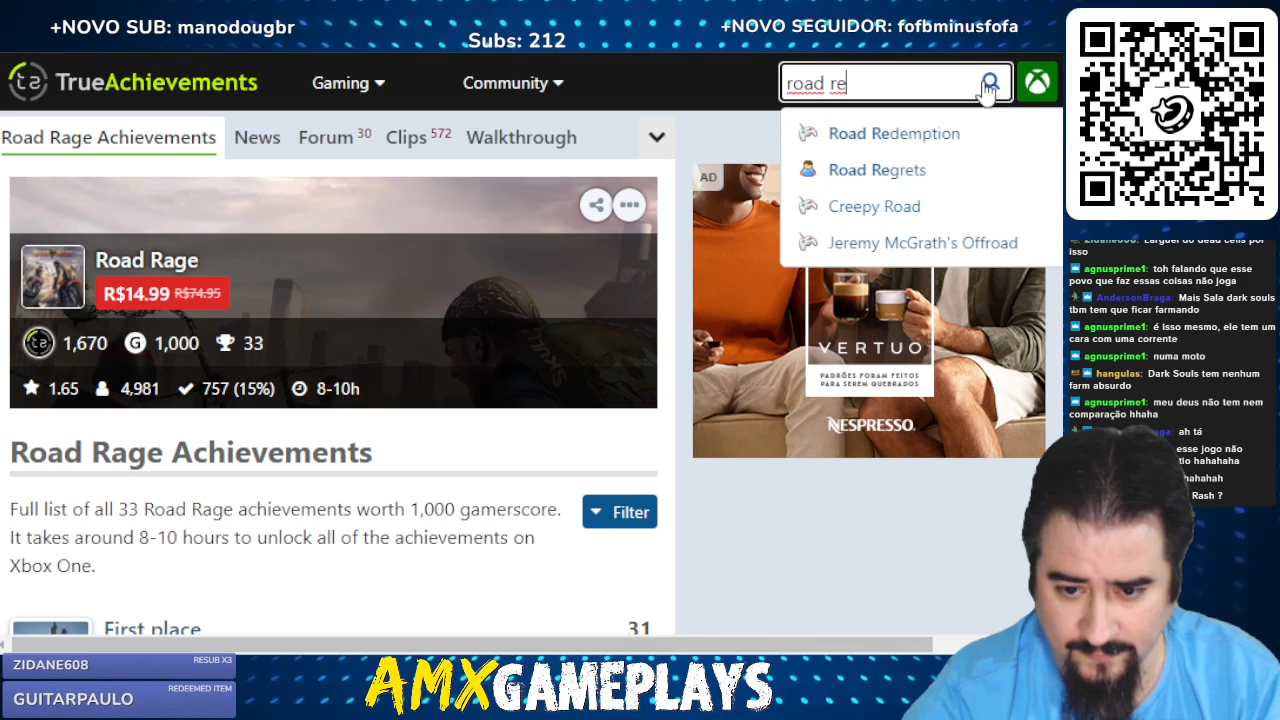 +NOVO SUB: manodougbr
Subs: 212
+NOVO SEGUIDOR: fofbminusfofa
TrueAchievements
Gaming
Community
road re
Road Redemption
Road Regrets
Creepy Road
Jeremy McGrath's Offroad
Road Rage Achievements
News
Forum 30
Clips 572
Walkthrough
AD
Road Rage
R$14.99 R$74.95
1,670
G 1,000
33
1.65
4,981
757 (15%)
8-10h
VERTUO
PADRÕES FORAM FEITOS
PARA SEREM QUEBRADOS
NESPRESSO.
Road Rage Achievements
Full list of all 33 Road Rage achievements worth 1,000 gamerscore.
It takes around 8-10 hours to unlock all of the achievements on
Xbox One.
Filter
First place
31
Zidane608: Larguei do dead cells por
isso
agnusprime1: toh falando que esse
povo que faz essas coisas não joga
AndersonBraga: Mais Sala dark souls
tbm tem que ficar farmando
agnusprime1: é isso mesmo, ele tem um
cara com uma corrente
agnusprime1: numa moto
hangulas: Dark Souls tem nenhum
farm absurdo
agnusprime1: meu deus não tem nem
comparação hhaha
ah tá
esse jogo não
hahahaha
hahahah
Rash ?
ZIDANE608
RESUB X3
GUITARPAULO
REDEEMED ITEM
AMXGAMEPLAYS